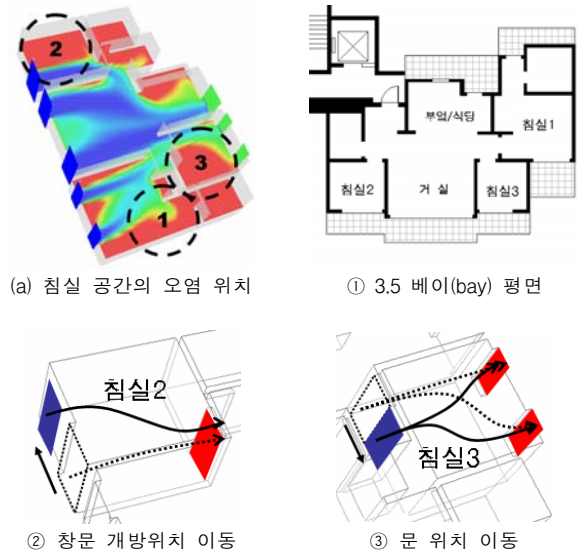 2
3
1
(a) 침실 공간의 오염 위치
부엌/식당
침실1
침실2
거 실
침실3
① 3.5 베이(bay) 평면
침실2
② 창문 개방위치 이동
침실3
③ 문 위치 이동